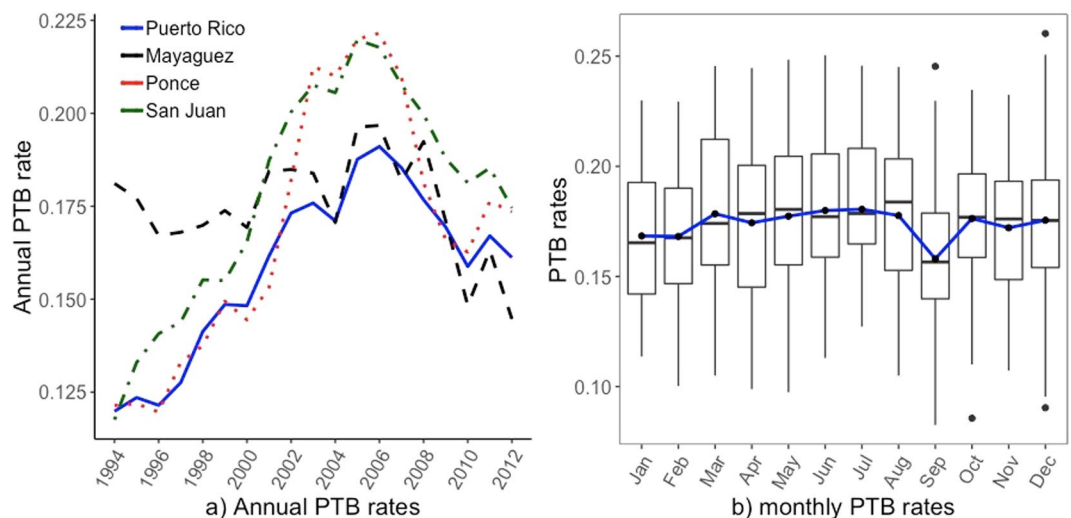 0.225
0.200
0.175
0.150
0.125
Annual PTB rate
Puerto Rico
Mayaguez
Ponce
San Juan
1994 1996 1998 2000 2002 2004 2006 2008 2010 2012
a) Annual PTB rates
0.25
0.20
0.15
0.10
PTB rates
Jan Feb Mar Apr May Jun Jul Aug Sep Oct Nov Dec
b) monthly PTB rates